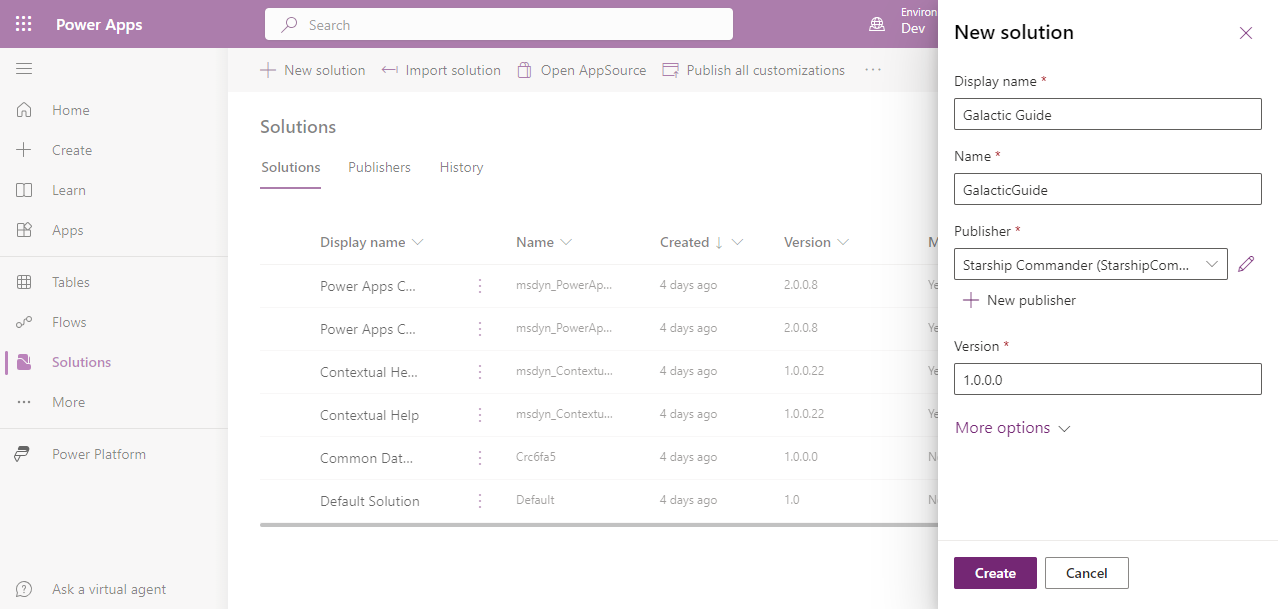 Power Apps
Search
Environ
Dev
New solution
Import solution
Open AppSource
Publish all customizations
Home
Create
Learn
Apps
Tables
Flows
Solutions
More
Power Platform
Ask a virtual agent
Solutions
Solutions Publishers History
Display name Name Created ↓ Version M
Power Apps C... msdyn_PowerAp... 4 days ago 2.0.0.8 Ye
Power Apps C... msdyn_PowerAp... 4 days ago 2.0.0.8 Ye
Contextual He... msdyn_Contextu... 4 days ago 1.0.0.22 Ye
Contextual Help msdyn_Contextu... 4 days ago 1.0.0.22 Ye
Common Dat... Crc6fa5 4 days ago 1.0.0.0 No
Default Solution Default 4 days ago 1.0 No
New solution
Display name *
Galactic Guide
Name *
GalacticGuide
Publisher *
Starship Commander (StarshipCom...
New publisher
Version *
1.0.0.0
More options
Create Cancel